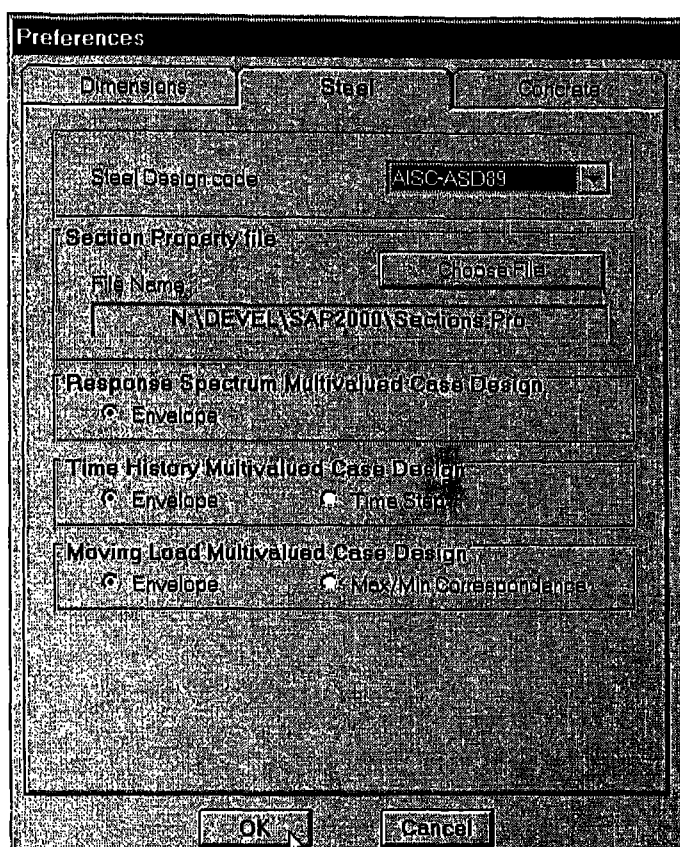 Preferences
Dimensions Steel Concrete
Steel Design code AISC-ASD89
Section Property file
Choose File
File Name
N:\DEVEL\SAP2000\Sections.Pro
Response Spectrum Multivalued Case Design
Envelope
Time History Multivalued Case Design
Envelope Time Step
Moving Load Multivalued Case Design
Envelope Max/Min Correspondence
OK Cancel